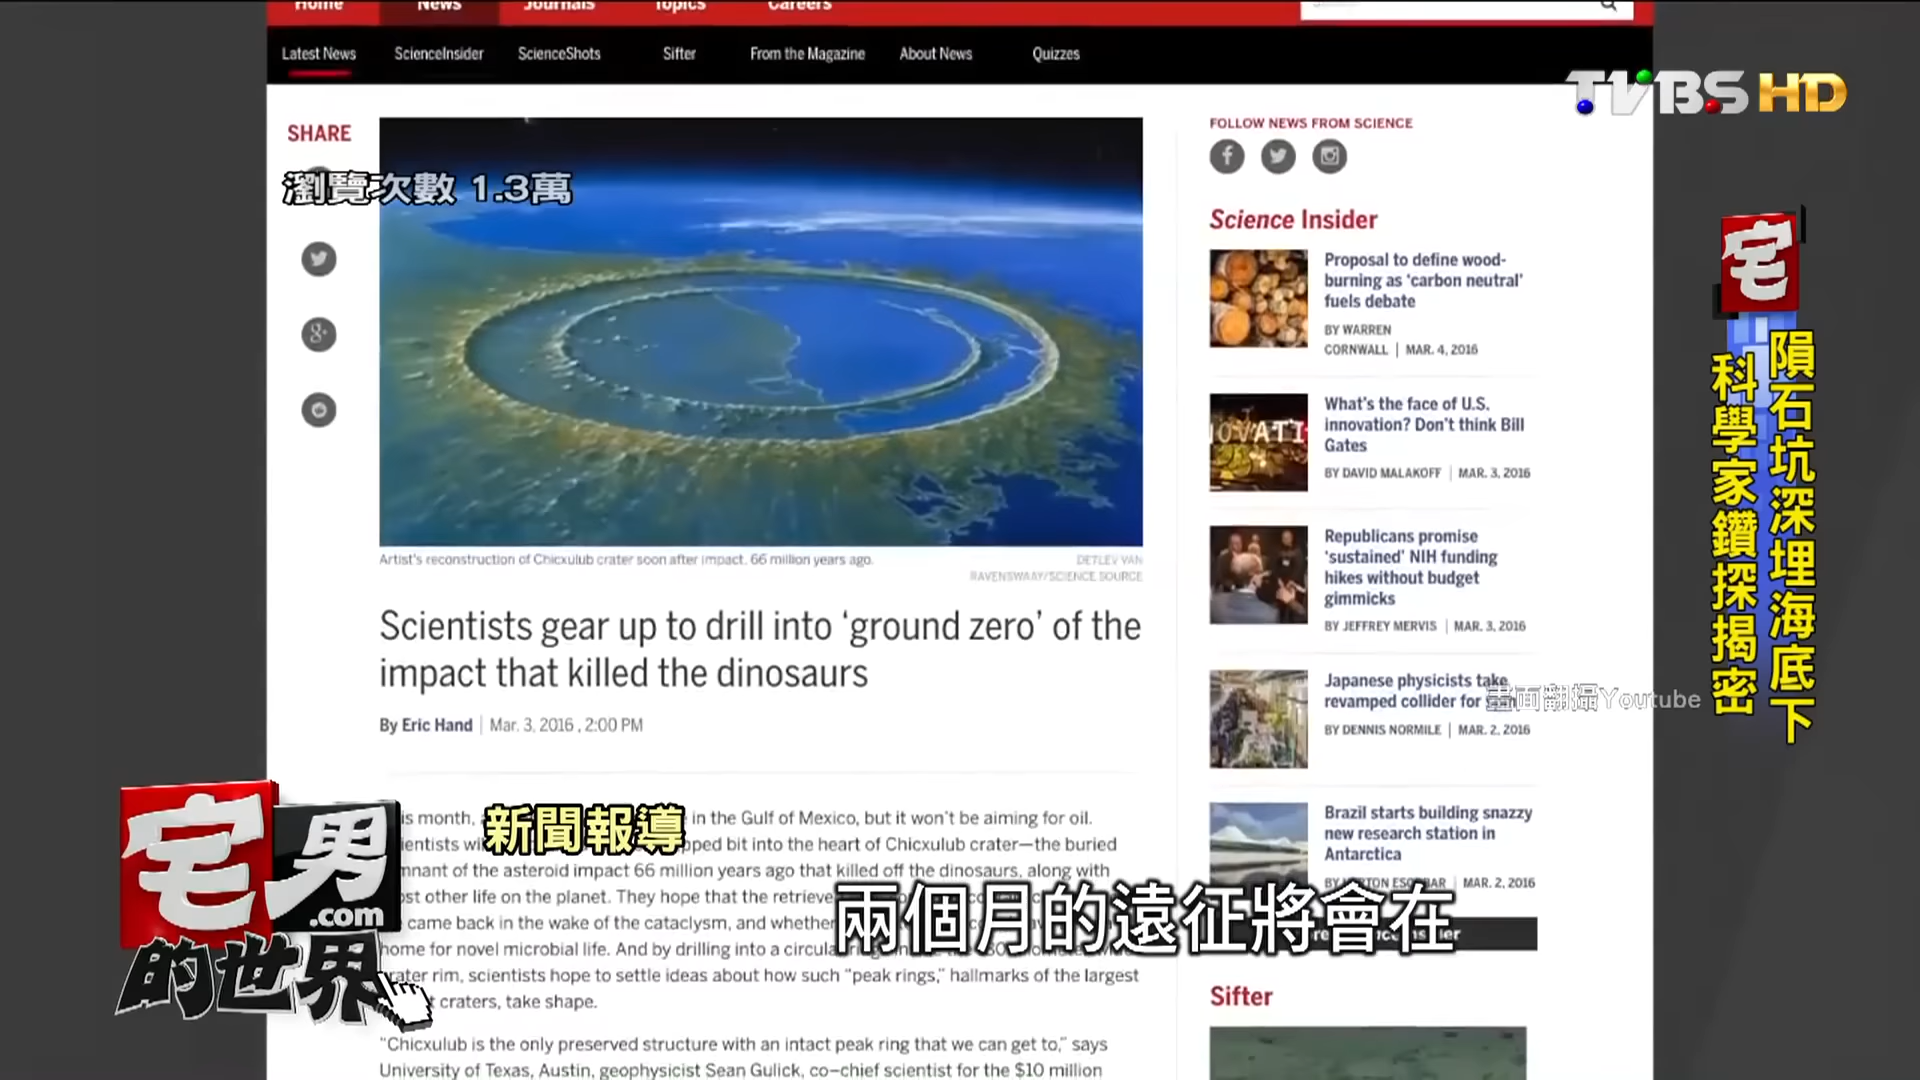 Home News Journals Topics Careers
Latest News ScienceInsider ScienceShots Sifter From the Magazine About News Quizzes
TVBS HD
SHARE
瀏覽次數 1.3萬
Artist's reconstruction of Chicxulub crater soon after impact, 66 million years ago.
DETLEV VAN
RAVENSWAAY/SCIENCE SOURCE
Scientists gear up to drill into ‘ground zero’ of the
impact that killed the dinosaurs
By Eric Hand | Mar. 3, 2016 , 2:00 PM
is month, in the Gulf of Mexico, but it won't be aiming for oil.
bit into the heart of Chicxulub crater—the buried
of the asteroid impact 66 million years ago that killed off the dinosaurs, along with
other life on the planet. They hope that the
came back in the wake of the cataclysm, and whether
home for novel microbial life. And by drilling into a
rim, scientists hope to settle ideas about how such “peak rings,” hallmarks of the largest
craters, take shape.
“Chicxulub is the only preserved structure with an intact peak ring that we can get to,” says
University of Texas, Austin, geophysicist Sean Gulick, co-chief scientist for the $10 million
FOLLOW NEWS FROM SCIENCE
Science Insider
Proposal to define wood-
burning as ‘carbon neutral’
fuels debate
BY WARREN
CORNWALL | MAR. 4, 2016
OVATI
What's the face of U.S.
innovation? Don't think Bill
Gates
BY DAVID MALAKOFF | MAR. 3, 2016
Republicans promise
‘sustained’ NIH funding
hikes without budget
gimmicks
BY JEFFREY MERVIS | MAR. 3, 2016
Japanese physicists take
revamped collider for
BY DENNIS NORMILE | MAR. 2, 2016
畫面翻攝Youtube
Brazil starts building snazzy
new research station in
Antarctica
BY ESCOBAR | MAR. 2, 2016
Sifter
宅
隕石坑深埋海底下
科學家鑽探揭密
宅男.com
的世界
新聞報導
兩個月的遠征將會在